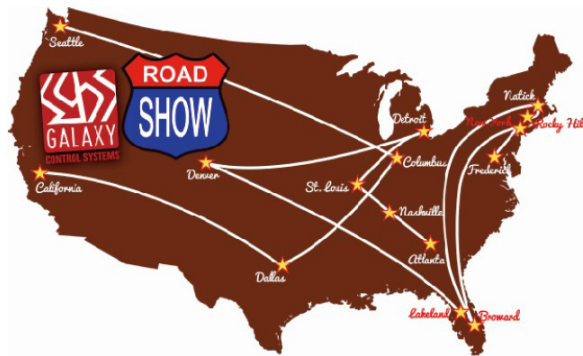 Seattle
ROAD
SHOW
GALAXY
CONTROL SYSTEMS
Natick
Detroit
New York
Rocky Hill
Columbus
Frederick
Denver
California
St. Louis
Nashville
Atlanta
Dallas
Lakeland
Broward